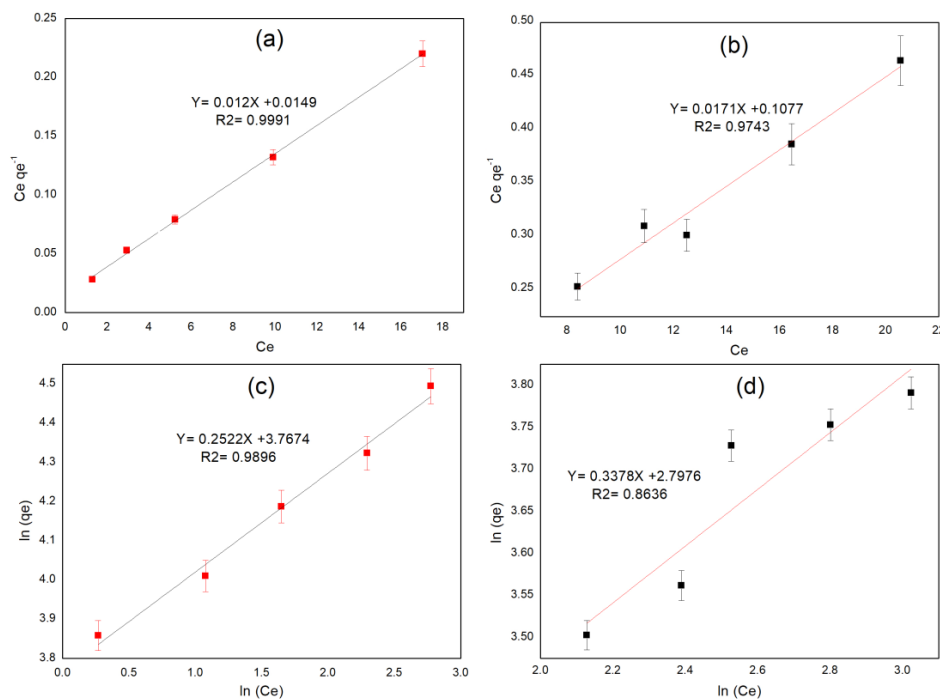 (a)
Y= 0.012X +0.0149
R2= 0.9991
0.25
0.20
0.15
0.10
0.05
0.00
Ce qe-1
0 2 4 6 8 10 12 14 16 18
Ce
(b)
Y= 0.0171X +0.1077
R2= 0.9743
0.50
0.45
0.40
0.35
0.30
0.25
Ce qe-1
8 10 12 14 16 18 20 22
Ce
(c)
Y= 0.2522X +3.7674
R2= 0.9896
4.5
4.4
4.3
4.2
4.1
4.0
3.9
3.8
ln (qe)
0.0 0.5 1.0 1.5 2.0 2.5 3.0
ln (Ce)
(d)
Y= 0.3378X +2.7976
R2= 0.8636
3.80
3.75
3.70
3.65
3.60
3.55
3.50
ln (qe)
2.0 2.2 2.4 2.6 2.8 3.0
ln (Ce)